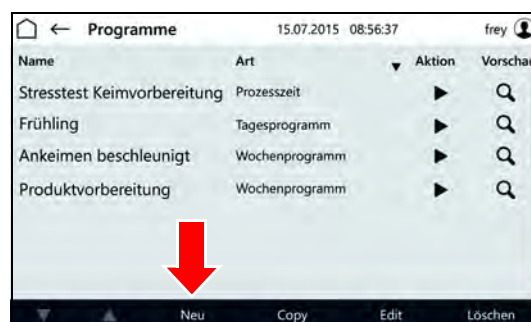 Programme 15.07.2015 08:56:37 frey
Name Art Aktion Vorschau
Stresstest Keimvorbereitung Prozesszeit
Frühling Tagesprogramm
Ankeimen beschleunigt Wochenprogramm
Produktvorbereitung Wochenprogramm
Neu Copy Edit Löschen